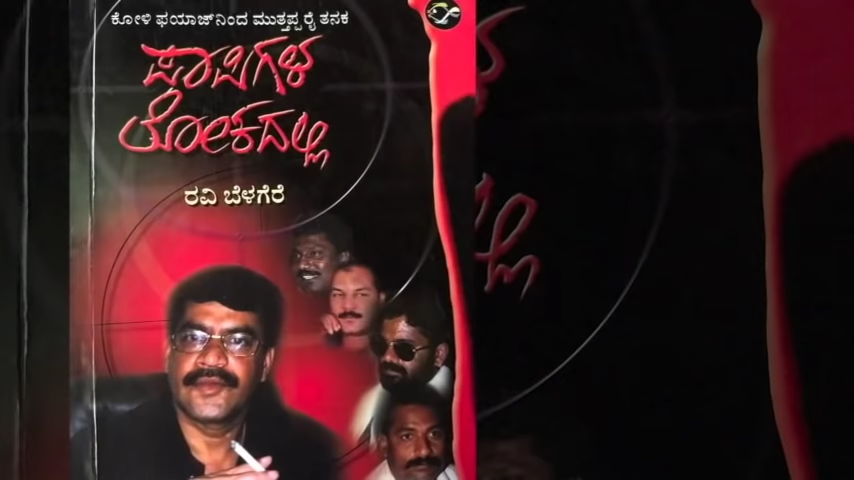 ಕೋಳಿ ಫಯಾಜ್‌ನಿಂದ ಮುತ್ತಪ್ಪ ರೈ ತನಕ
ಪಾಪಿಗಳ
ಲೋಕದಲ್ಲಿ
ರವಿ ಬೆಳಗೆರೆ